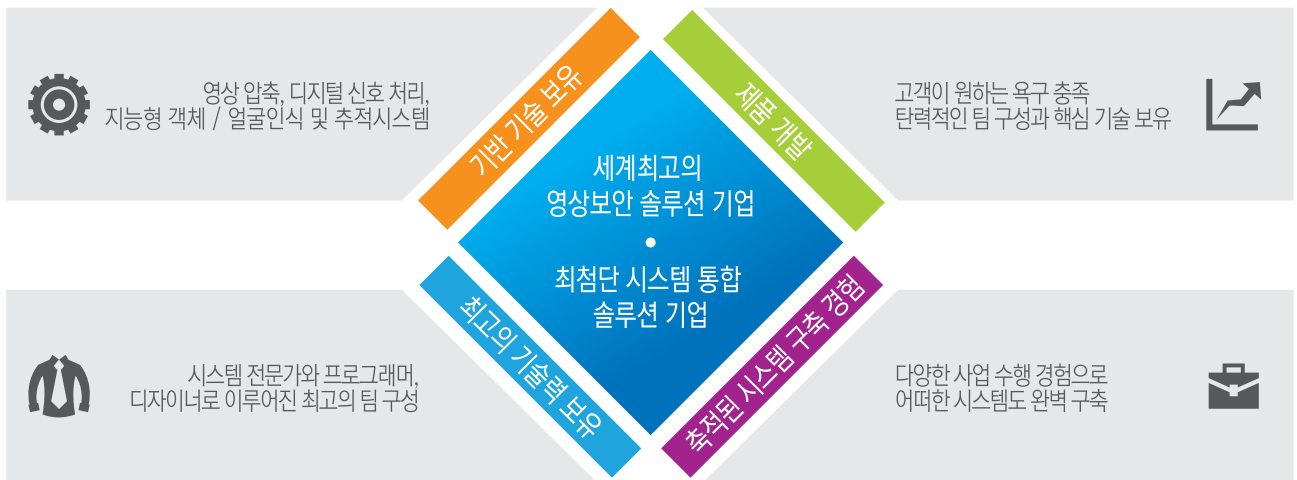 기반 기술 보유
영상 압축, 디지털 신호 처리,
지능형 객체 / 얼굴인식 및 추적시스템
제품 개발
고객이 원하는 욕구 충족
탄력적인 팀 구성과 핵심 기술 보유
세계최고의
영상보안 솔루션 기업
•
최첨단 시스템 통합
솔루션 기업
최고의 기술력 보유
시스템 전문가와 프로그래머,
디자이너로 이루어진 최고의 팀 구성
축적된 시스템 구축 경험
다양한 사업 수행 경험으로
어떠한 시스템도 완벽 구축